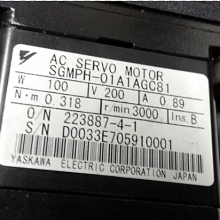 AC SERVO MOTOR
SGMPH-01A1AGC81
W 100 V 200 A 0.89
N·m 0.318 r/min 3000 Ins. B
O/N 223887-4-1
S/N D0033E705910001
YASKAWA ELECTRIC CORPORATION JAPAN